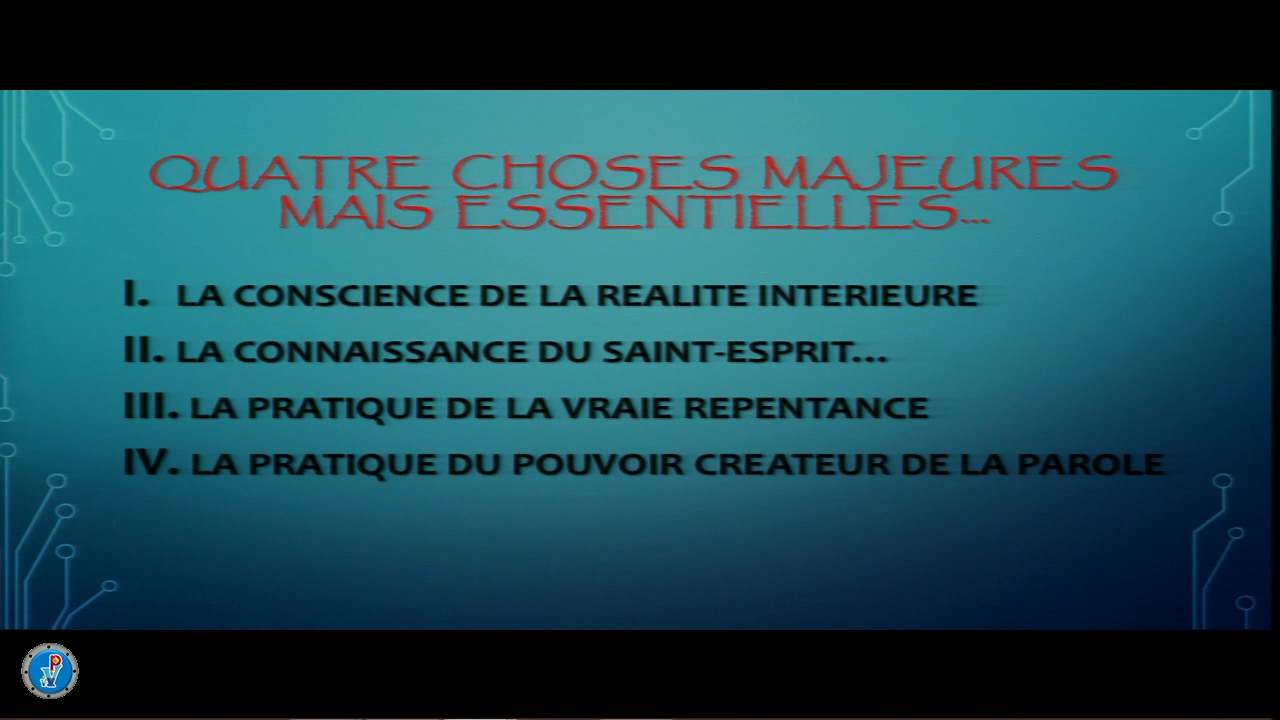 QUATRE CHOSES MAJEURES
MAIS ESSENTIELLES...
I. LA CONSCIENCE DE LA REALITE INTERIEURE
II. LA CONNAISSANCE DU SAINT-ESPRIT...
III. LA PRATIQUE DE LA VRAIE REPENTANCE
IV. LA PRATIQUE DU POUVOIR CREATEUR DE LA PAROLE